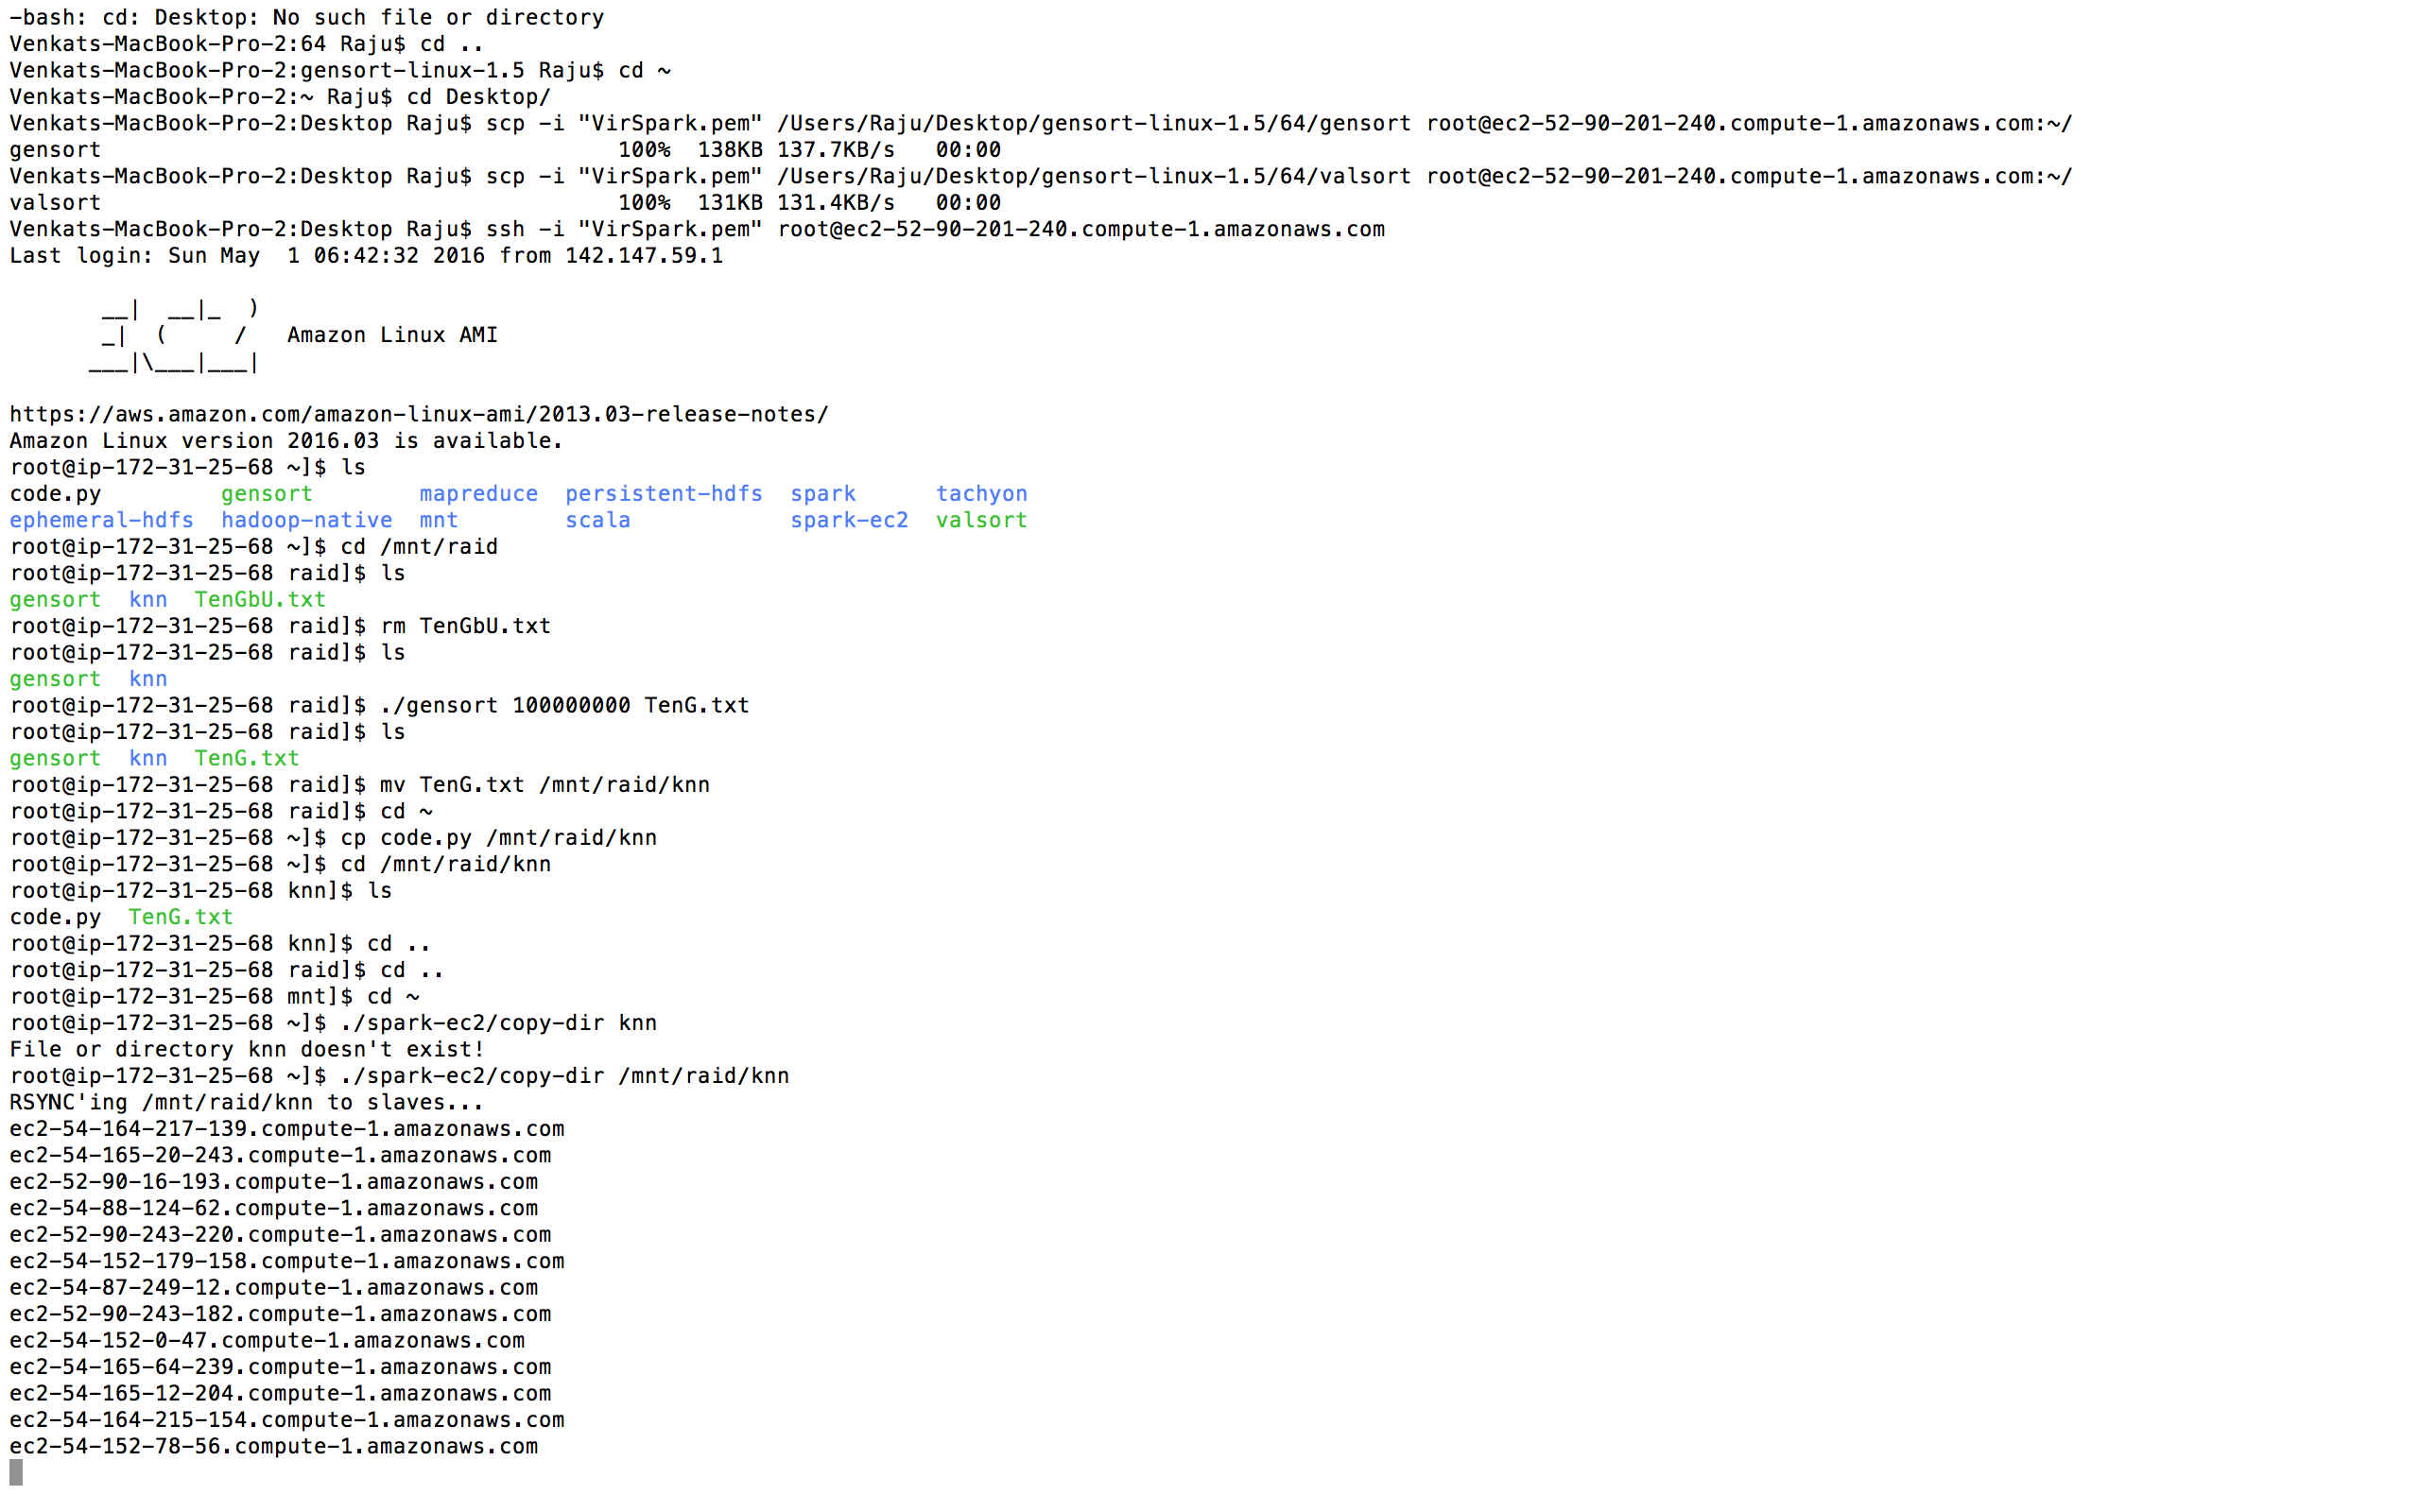 -bash: cd: Desktop: No such file or directory
Venkats-MacBook-Pro-2:64 Raju$ cd ..
Venkats-MacBook-Pro-2:gensort-linux-1.5 Raju$ cd ~
Venkats-MacBook-Pro-2:~ Raju$ cd Desktop/
Venkats-MacBook-Pro-2:Desktop Raju$ scp -i "VirSpark.pem" /Users/Raju/Desktop/gensort-linux-1.5/64/gensort root@ec2-52-90-201-240.compute-1.amazonaws.com:~/
gensort                                       100%  138KB 137.7KB/s   00:00
Venkats-MacBook-Pro-2:Desktop Raju$ scp -i "VirSpark.pem" /Users/Raju/Desktop/gensort-linux-1.5/64/valsort root@ec2-52-90-201-240.compute-1.amazonaws.com:~/
valsort                                       100%  131KB 131.4KB/s   00:00
Venkats-MacBook-Pro-2:Desktop Raju$ ssh -i "VirSpark.pem" root@ec2-52-90-201-240.compute-1.amazonaws.com
Last login: Sun May  1 06:42:32 2016 from 142.147.59.1

       __|  __|_  )
       _|  (     /   Amazon Linux AMI
      ___|\___|___|

https://aws.amazon.com/amazon-linux-ami/2013.03-release-notes/
Amazon Linux version 2016.03 is available.
root@ip-172-31-25-68 ~]$ ls
code.py         gensort        mapreduce  persistent-hdfs  spark      tachyon
ephemeral-hdfs  hadoop-native  mnt        scala            spark-ec2  valsort
root@ip-172-31-25-68 ~]$ cd /mnt/raid
root@ip-172-31-25-68 raid]$ ls
gensort  knn  TenGbU.txt
root@ip-172-31-25-68 raid]$ rm TenGbU.txt
root@ip-172-31-25-68 raid]$ ls
gensort  knn
root@ip-172-31-25-68 raid]$ ./gensort 100000000 TenG.txt
root@ip-172-31-25-68 raid]$ ls
gensort  knn  TenG.txt
root@ip-172-31-25-68 raid]$ mv TenG.txt /mnt/raid/knn
root@ip-172-31-25-68 raid]$ cd ~
root@ip-172-31-25-68 ~]$ cp code.py /mnt/raid/knn
root@ip-172-31-25-68 ~]$ cd /mnt/raid/knn
root@ip-172-31-25-68 knn]$ ls
code.py  TenG.txt
root@ip-172-31-25-68 knn]$ cd ..
root@ip-172-31-25-68 raid]$ cd ..
root@ip-172-31-25-68 mnt]$ cd ~
root@ip-172-31-25-68 ~]$ ./spark-ec2/copy-dir knn
File or directory knn doesn't exist!
root@ip-172-31-25-68 ~]$ ./spark-ec2/copy-dir /mnt/raid/knn
RSYNC'ing /mnt/raid/knn to slaves...
ec2-54-164-217-139.compute-1.amazonaws.com
ec2-54-165-20-243.compute-1.amazonaws.com
ec2-52-90-16-193.compute-1.amazonaws.com
ec2-54-88-124-62.compute-1.amazonaws.com
ec2-52-90-243-220.compute-1.amazonaws.com
ec2-54-152-179-158.compute-1.amazonaws.com
ec2-54-87-249-12.compute-1.amazonaws.com
ec2-52-90-243-182.compute-1.amazonaws.com
ec2-54-152-0-47.compute-1.amazonaws.com
ec2-54-165-64-239.compute-1.amazonaws.com
ec2-54-165-12-204.compute-1.amazonaws.com
ec2-54-164-215-154.compute-1.amazonaws.com
ec2-54-152-78-56.compute-1.amazonaws.com